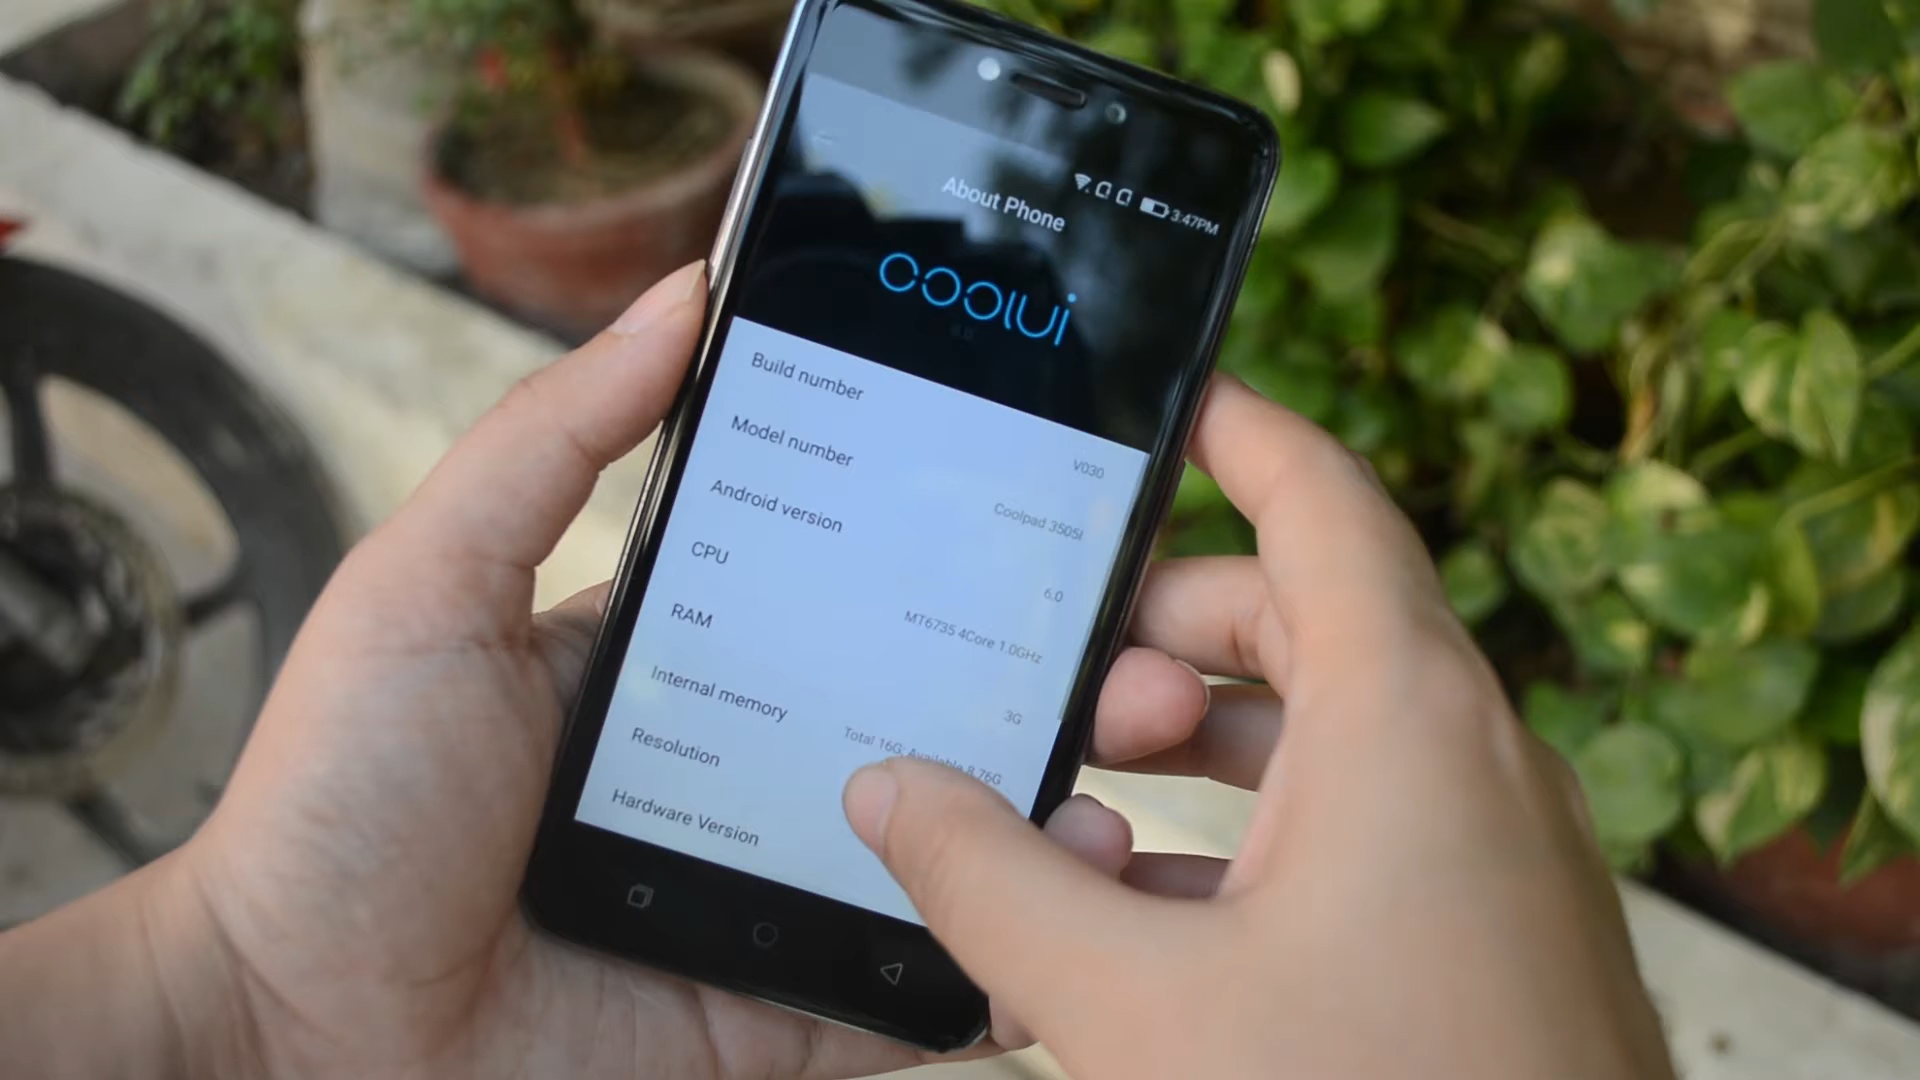 3:47PM
About Phone
coolui
Build number
V030
Model number
Coolpad 3505I
Android version
6.0
CPU
MT6735 4Core 1.0GHz
RAM
3G
Internal memory
Total 16G; Available 8.76G
Resolution
Hardware Version